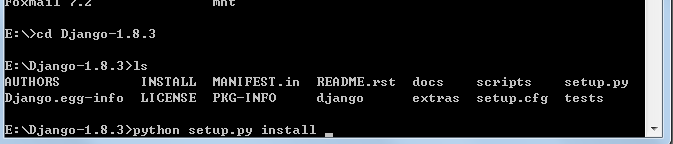 Foxmail 7.2 mnt
E:\>cd Django-1.8.3
E:\Django-1.8.3>ls
AUTHORS INSTALL MANIFEST.in README.rst docs scripts setup.py
Django.egg-info LICENSE PKG-INFO django extras setup.cfg tests
E:\Django-1.8.3>python setup.py install _